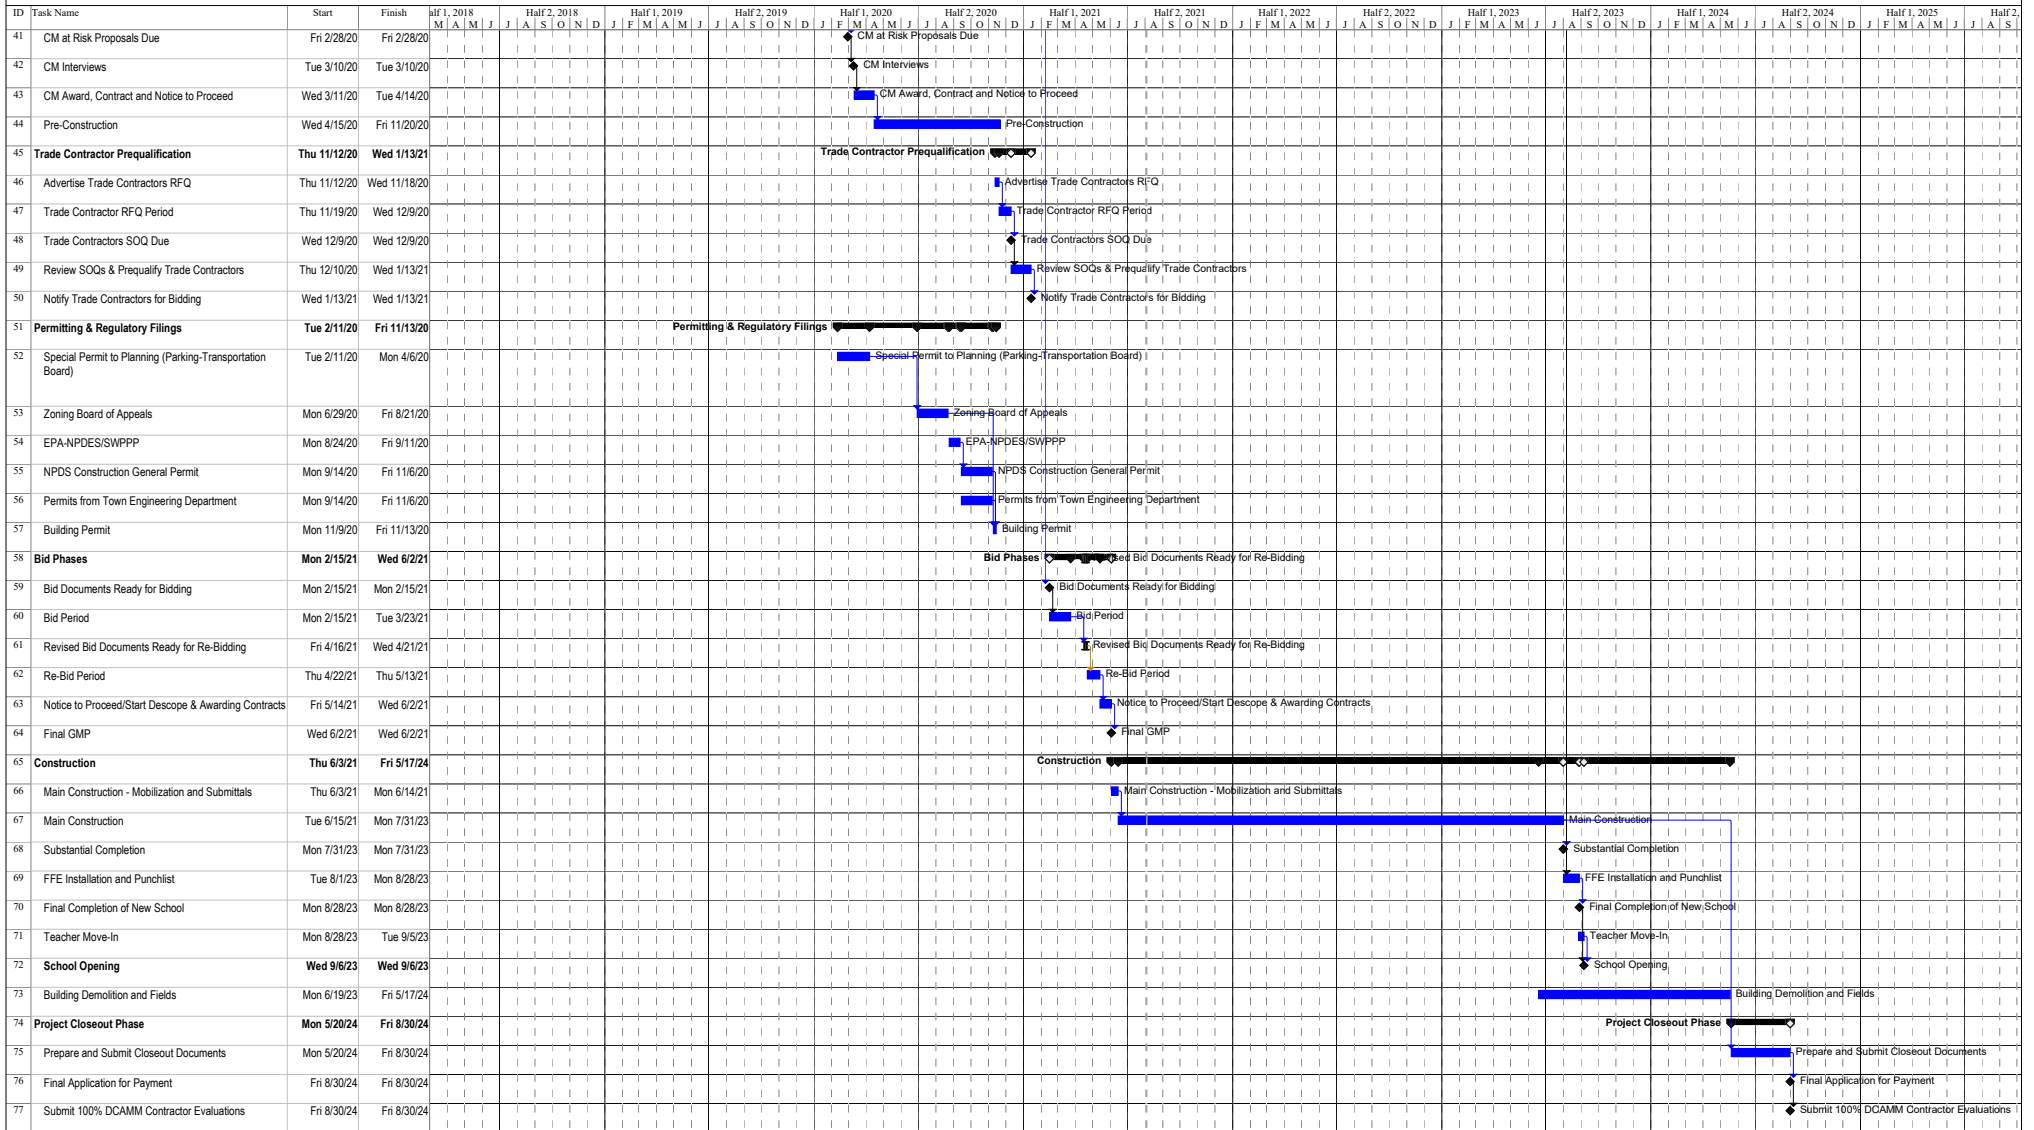 ID Task Name Start Finish alf 1, 2018 Half 2, 2018 Half 1, 2019 Half 2, 2019 Half 1, 2020 Half 2, 2020 Half 1, 2021 Half 2, 2021 Half 1, 2022 Half 2, 2022 Half 1, 2023 Half 2, 2023 Half 1, 2024 Half 2, 2024 Half 1, 2025 Half 2,
M A M J J A S O N D J F M A M J J A S O N D J F M A M J J A S O N D J F M A M J J A S O N D J F M A M J J A S O N D J F M A M J J A S O N D J F M A M J J A S O N D J F M A M J J A S
41 CM at Risk Proposals Due Fri 2/28/20 Fri 2/28/20 CM at Risk Proposals Due
42 CM Interviews Tue 3/10/20 Tue 3/10/20 CM Interviews
43 CM Award, Contract and Notice to Proceed Wed 3/11/20 Tue 4/14/20 CM Award, Contract and Notice to Proceed
44 Pre-Construction Wed 4/15/20 Fri 11/20/20 Pre-Construction
45 Trade Contractor Prequalification Thu 11/12/20 Wed 1/13/21 Trade Contractor Prequalification
46 Advertise Trade Contractors RFQ Thu 11/12/20 Wed 11/18/20 Advertise Trade Contractors RFQ
47 Trade Contractor RFQ Period Thu 11/19/20 Wed 12/9/20 Trade Contractor RFQ Period
48 Trade Contractors SOQ Due Wed 12/9/20 Wed 12/9/20 Trade Contractors SOQ Due
49 Review SOQs & Prequalify Trade Contractors Thu 12/10/20 Wed 1/13/21 Review SOQs & Prequalify Trade Contractors
50 Notify Trade Contractors for Bidding Wed 1/13/21 Wed 1/13/21 Notify Trade Contractors for Bidding
51 Permitting & Regulatory Filings Tue 2/11/20 Fri 11/13/20 Permitting & Regulatory Filings
52 Special Permit to Planning (Parking-Transportation Tue 2/11/20 Mon 4/6/20 Special Permit to Planning (Parking-Transportation Board)
Board)
53 Zoning Board of Appeals Mon 6/29/20 Fri 8/21/20 Zoning Board of Appeals
54 EPA-NPDES/SWPPP Mon 8/24/20 Fri 9/11/20 EPA-NPDES/SWPPP
55 NPDS Construction General Permit Mon 9/14/20 Fri 11/6/20 NPDS Construction General Permit
56 Permits from Town Engineering Department Mon 9/14/20 Fri 11/6/20 Permits from Town Engineering Department
57 Building Permit Mon 11/9/20 Fri 11/13/20 Building Permit
58 Bid Phases Mon 2/15/21 Wed 6/2/21 Bid Phases sed Bid Documents Ready for Re-Bidding
59 Bid Documents Ready for Bidding Mon 2/15/21 Mon 2/15/21 Bid Documents Ready for Bidding
60 Bid Period Mon 2/15/21 Tue 3/23/21 Bid Period
61 Revised Bid Documents Ready for Re-Bidding Fri 4/16/21 Wed 4/21/21 Revised Bid Documents Ready for Re-Bidding
62 Re-Bid Period Thu 4/22/21 Thu 5/13/21 Re-Bid Period
63 Notice to Proceed/Start Descope & Awarding Contracts Fri 5/14/21 Wed 6/2/21 Notice to Proceed/Start Descope & Awarding Contracts
64 Final GMP Wed 6/2/21 Wed 6/2/21 Final GMP
65 Construction Thu 6/3/21 Fri 5/17/24 Construction
66 Main Construction - Mobilization and Submittals Thu 6/3/21 Mon 6/14/21 Main Construction - Mobilization and Submittals
67 Main Construction Tue 6/15/21 Mon 7/31/23 Main Construction
68 Substantial Completion Mon 7/31/23 Mon 7/31/23 Substantial Completion
69 FFE Installation and Punchlist Tue 8/1/23 Mon 8/28/23 FFE Installation and Punchlist
70 Final Completion of New School Mon 8/28/23 Mon 8/28/23 Final Completion of New School
71 Teacher Move-In Mon 8/28/23 Tue 9/5/23 Teacher Move-In
72 School Opening Wed 9/6/23 Wed 9/6/23 School Opening
73 Building Demolition and Fields Mon 6/19/23 Fri 5/17/24 Building Demolition and Fields
74 Project Closeout Phase Mon 5/20/24 Fri 8/30/24 Project Closeout Phase
75 Prepare and Submit Closeout Documents Mon 5/20/24 Fri 8/30/24 Prepare and Submit Closeout Documents
76 Final Application for Payment Fri 8/30/24 Fri 8/30/24 Final Application for Payment
77 Submit 100% DCAMM Contractor Evaluations Fri 8/30/24 Fri 8/30/24 Submit 100% DCAMM Contractor Evaluations